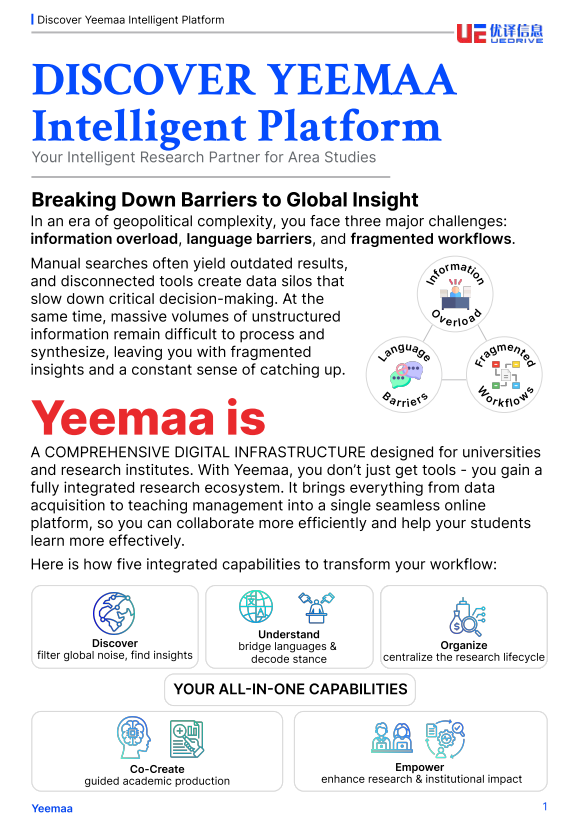 Discover Yeemaa Intelligent Platform
UE 优译信息
UEDRIVE
DISCOVER YEEMAA
Intelligent Platform
Your Intelligent Research Partner for Area Studies
Breaking Down Barriers to Global Insight
In an era of geopolitical complexity, you face three major challenges:
information overload, language barriers, and fragmented workflows.
Manual searches often yield outdated results,
and disconnected tools create data silos that
slow down critical decision-making. At the
same time, massive volumes of unstructured
information remain difficult to process and
synthesize, leaving you with fragmented
insights and a constant sense of catching up.
Information
Overload
Language
Barriers
Fragmented
Workflows
Yeemaa is
A COMPREHENSIVE DIGITAL INFRASTRUCTURE designed for universities
and research institutes. With Yeemaa, you don’t just get tools - you gain a
fully integrated research ecosystem. It brings everything from data
acquisition to teaching management into a single seamless online
platform, so you can collaborate more efficiently and help your students
learn more effectively.
Here is how five integrated capabilities to transform your workflow:
Discover
filter global noise, find insights
Understand
bridge languages &
decode stance
Organize
centralize the research lifecycle
YOUR ALL-IN-ONE CAPABILITIES
Co-Create
guided academic production
Empower
enhance research & institutional impact
Yeemaa
1